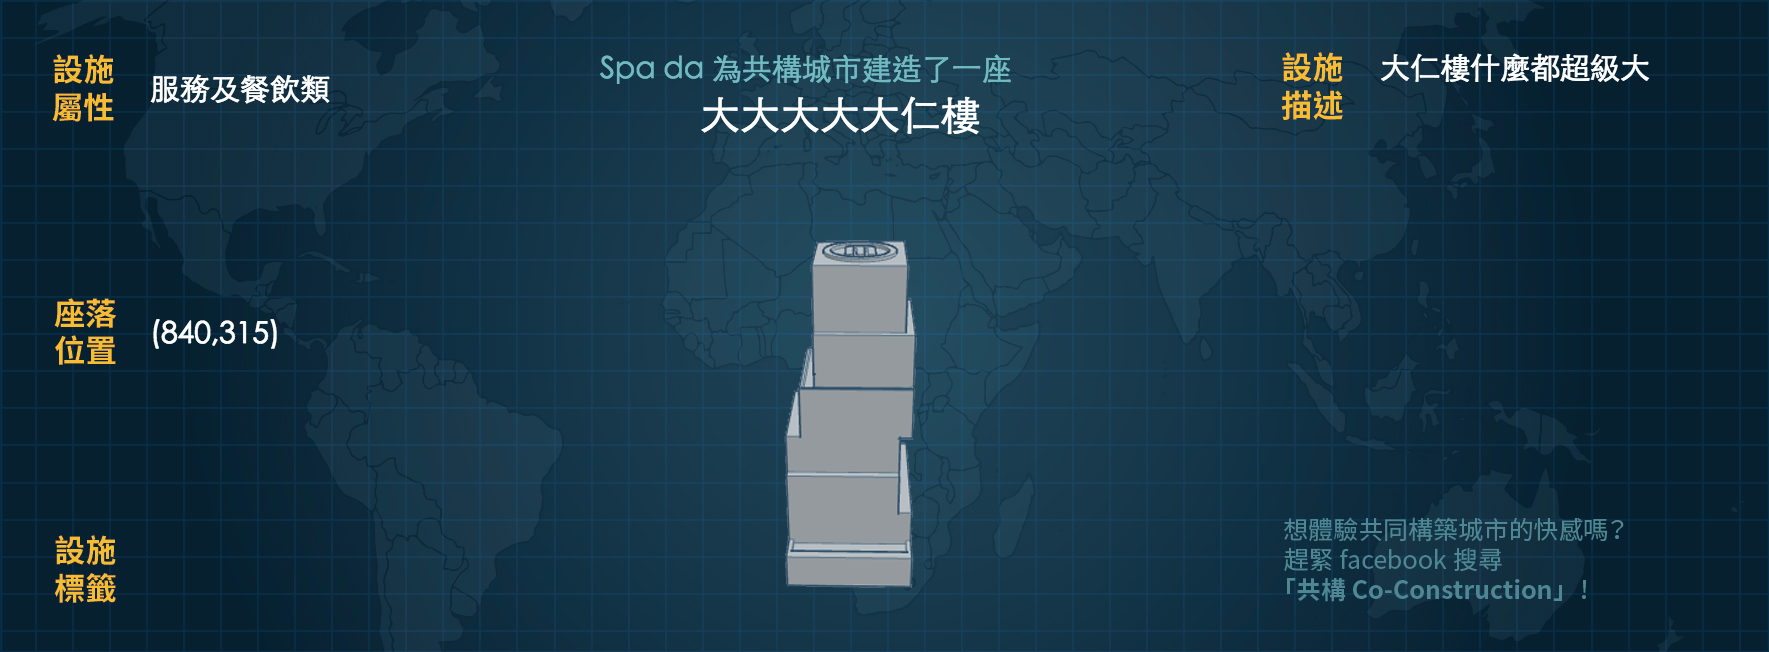 設施
屬性
服務及餐飲類
Spa da 為共構城市建造了一座
大大大大大仁樓
設施
描述
大仁樓什麼都超級大
座落
位置
(840,315)
設施
標籤
想體驗共同構築城市的快感嗎？
趕緊 facebook 搜尋
「共構 Co-Construction」！